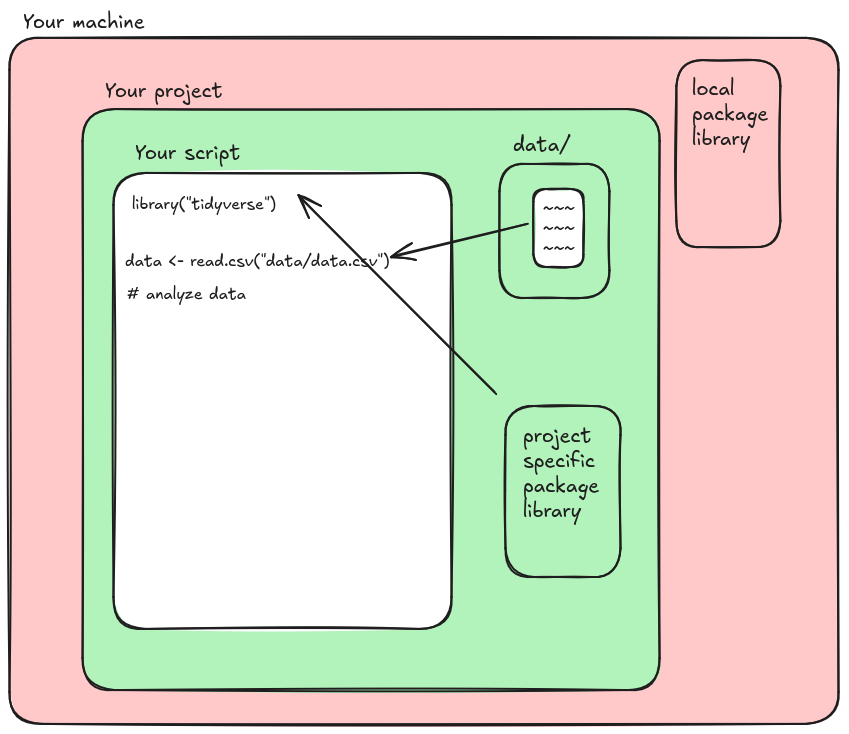 Your machine
Your project
Your script
library("tidyverse")
data <- read.csv("data/data.csv")
# analyze data
data/
~~~
~~~
~~~
project
specific
package
library
local
package
library